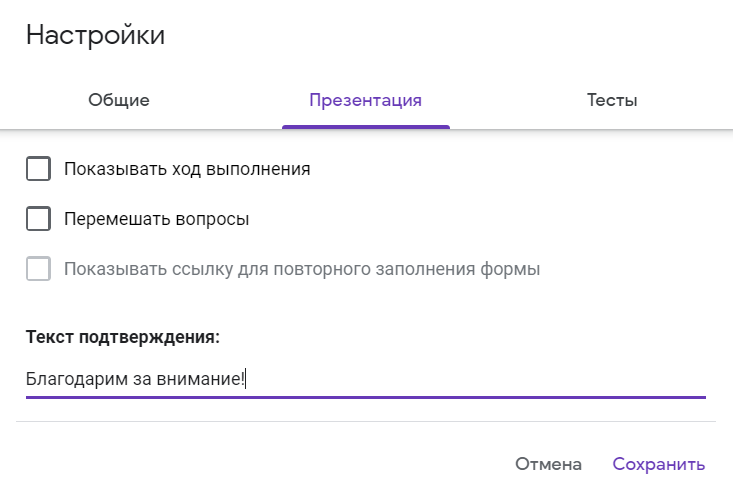 Настройки
Общие Презентация Тесты
Показывать ход выполнения
Перемешать вопросы
Показывать ссылку для повторного заполнения формы
Текст подтверждения:
Благодарим за внимание!
Отмена Сохранить